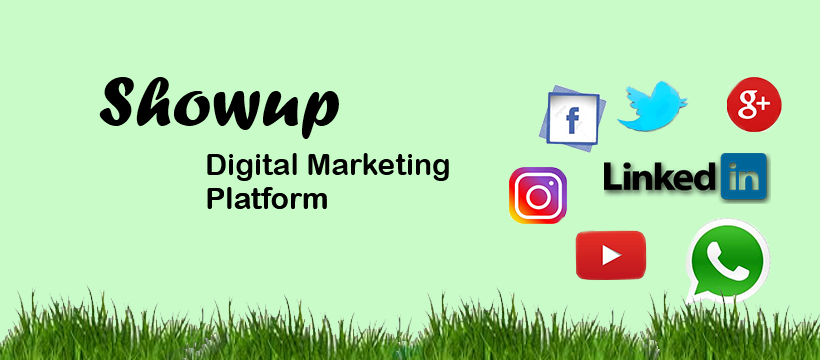 Showup
Digital Marketing
Platform
f
g+
Linked in